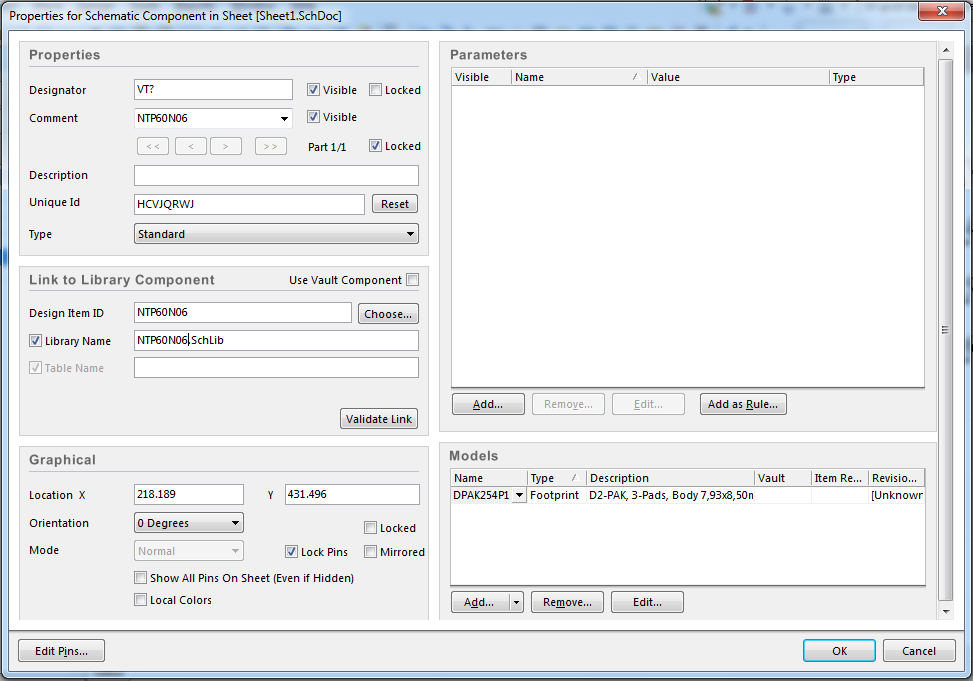 Properties for Schematic Component in Sheet [Sheet1.SchDoc]
Properties
Designator VT? Visible Locked
Comment NTP60N06 Visible
<< < > >> Part 1/1 Locked
Description
Unique Id HCVJQRWJ Reset
Type Standard
Link to Library Component Use Vault Component
Design Item ID NTP60N06 Choose...
Library Name NTP60N06.SchLib
Table Name
Validate Link
Graphical
Location X 218.189 Y 431.496
Orientation 0 Degrees Locked
Mode Normal Lock Pins Mirrored
Show All Pins On Sheet (Even if Hidden)
Local Colors
Parameters
Visible Name Value Type
Add... Remove... Edit... Add as Rule...
Models
Name Type Description Vault Item Re... Revisio...
DPAK254P1 Footprint D2-PAK, 3-Pads, Body 7,93x8,50m [Unknown
Add... Remove... Edit...
Edit Pins... OK Cancel